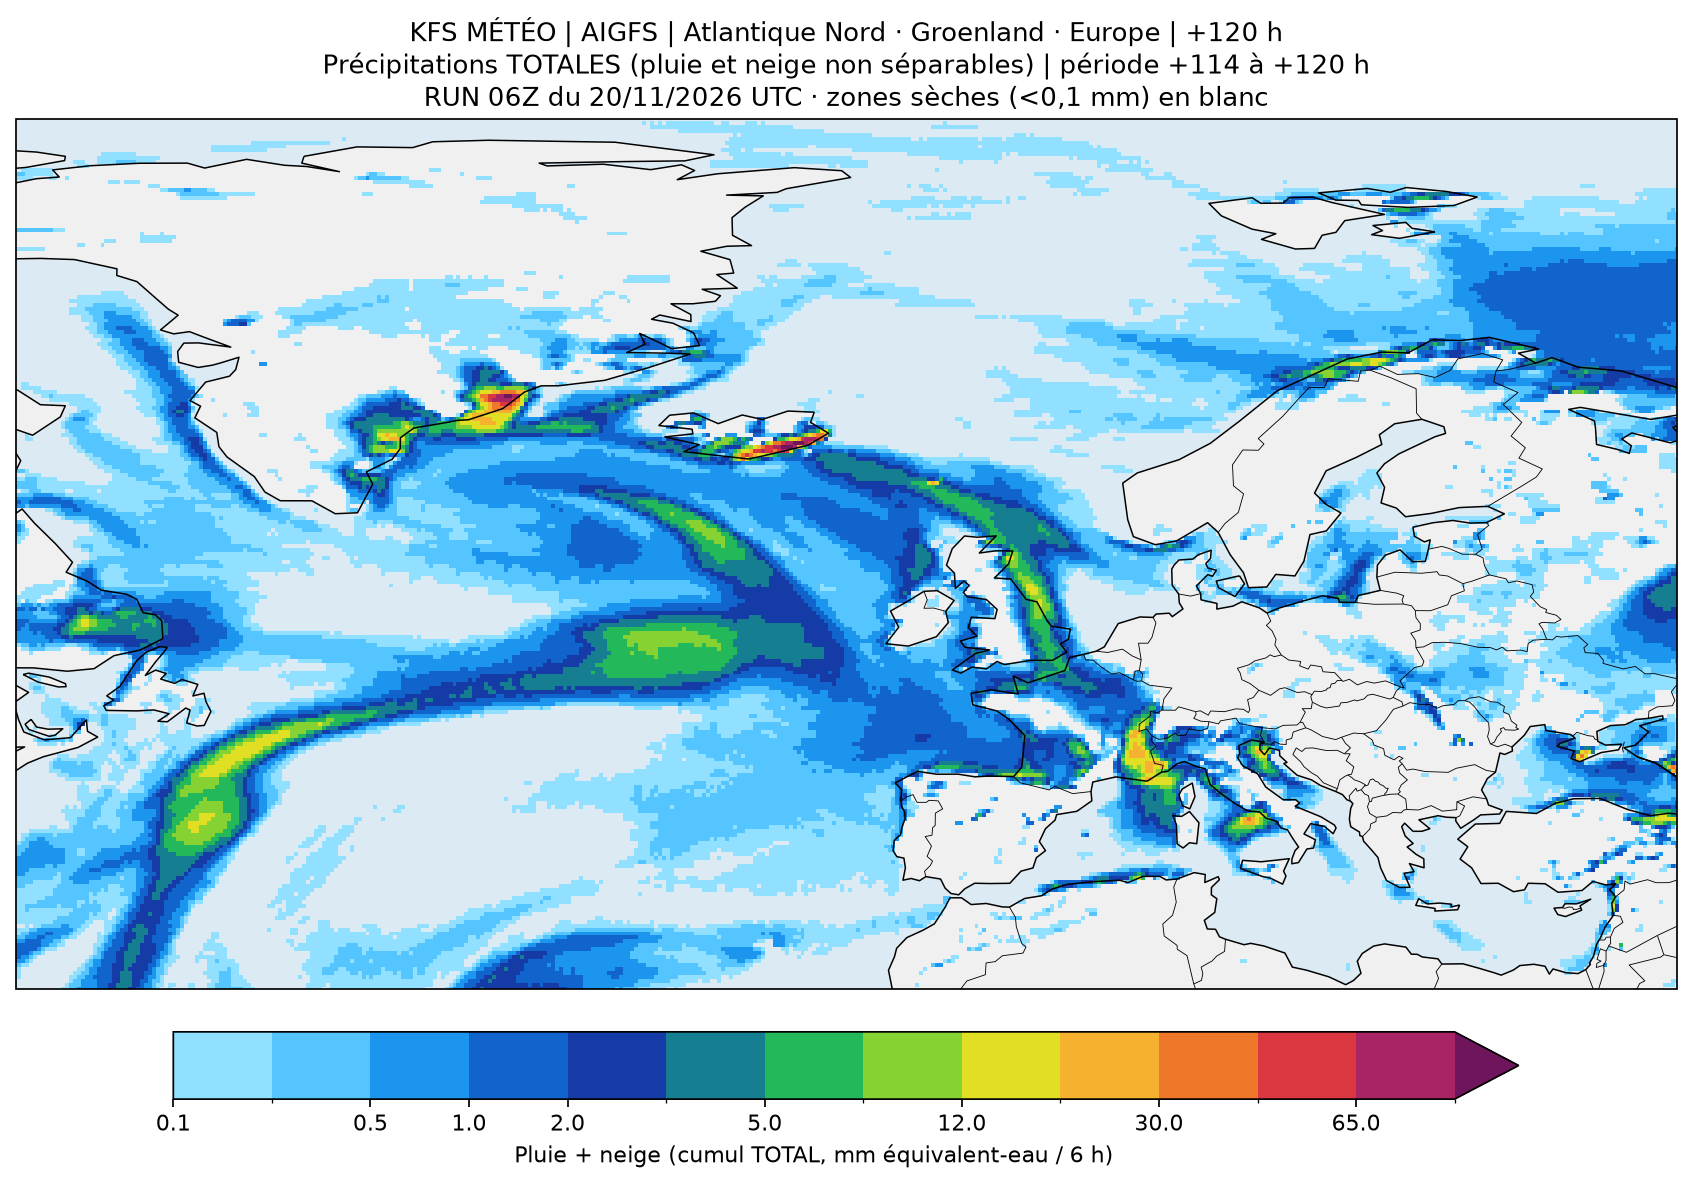 KFS MÉTÉO | AIGFS | Atlantique Nord · Groenland · Europe | +120 h
Précipitations TOTALES (pluie et neige non séparables) | période +114 à +120 h
RUN 06Z du 20/11/2026 UTC · zones sèches (<0,1 mm) en blanc
0.1 0.5 1.0 2.0 5.0 12.0 30.0 65.0
Pluie + neige (cumul TOTAL, mm équivalent-eau / 6 h)